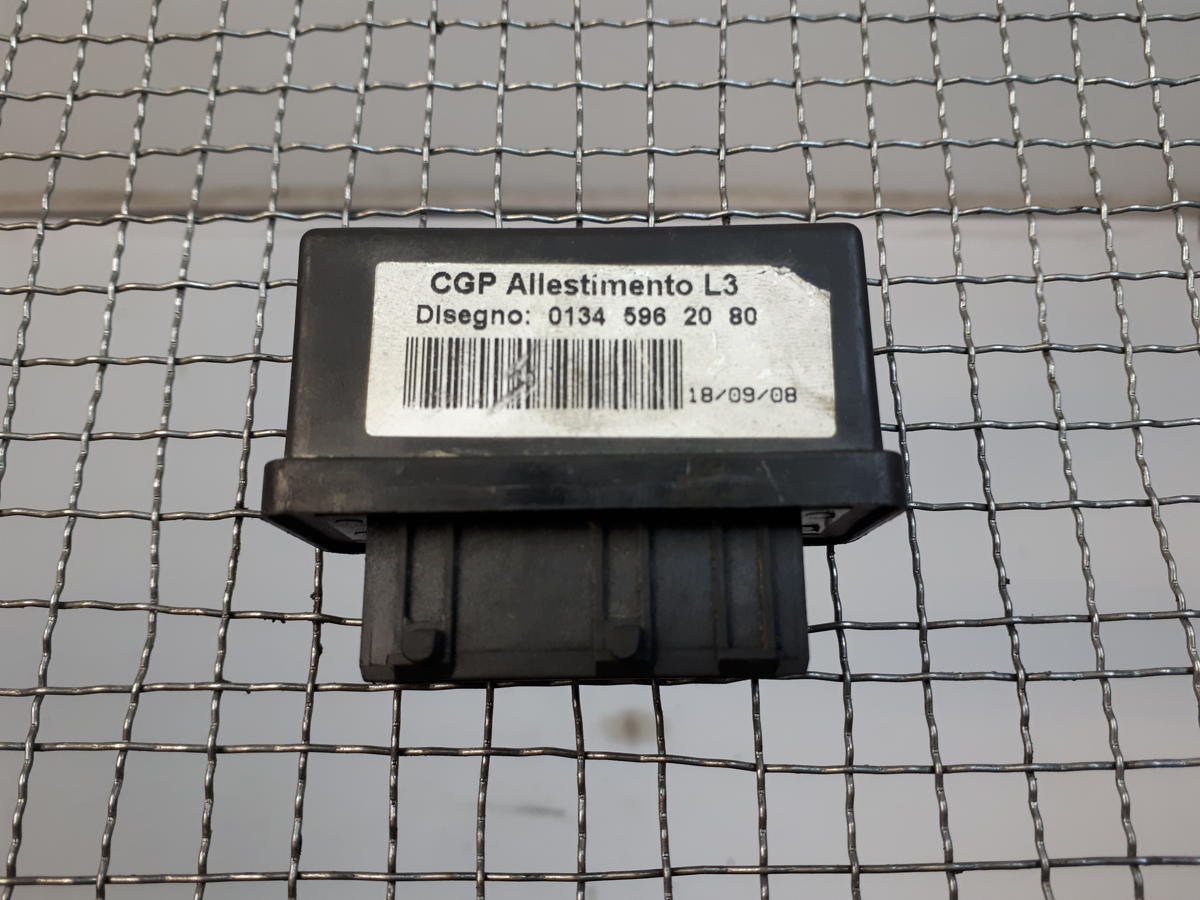 CGP Allestimento L3
Disegno: 0134 596 20 80
18/09/08